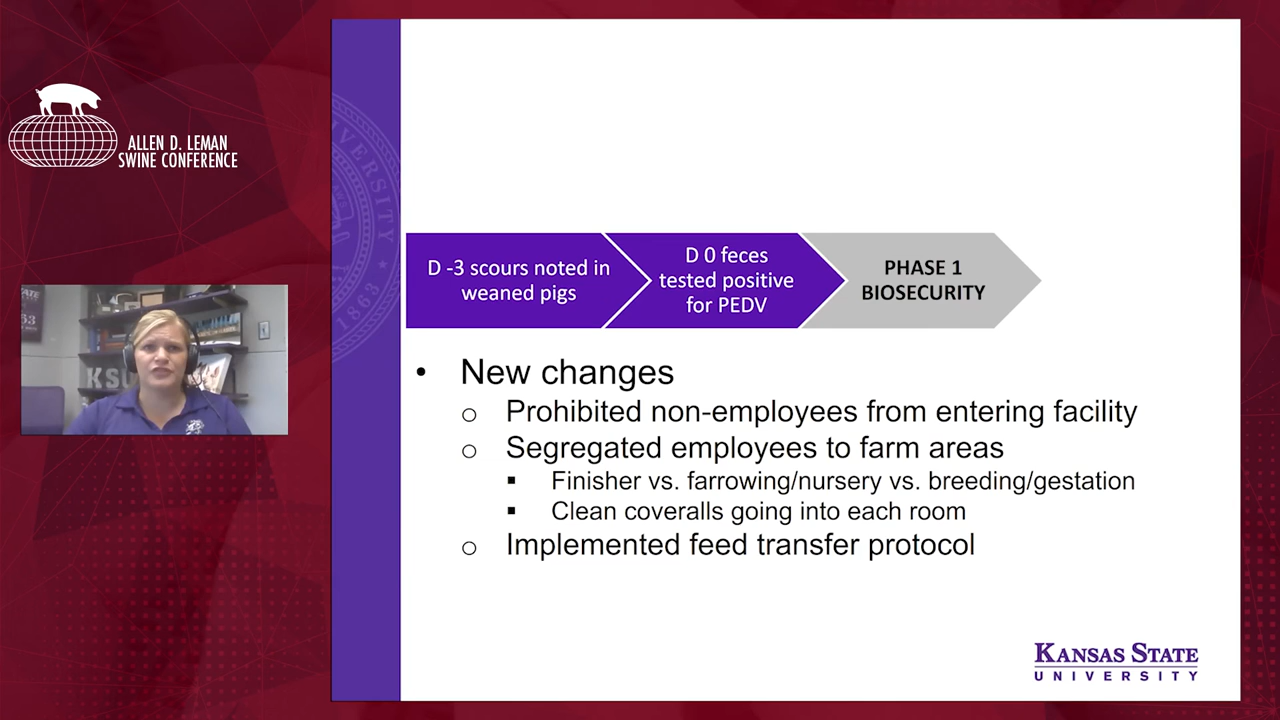 ALLEN D. LEMAN
SWINE CONFERENCE
D -3 scours noted in
weaned pigs
D 0 feces
tested positive
for PEDV
PHASE 1
BIOSECURITY
• New changes
o Prohibited non-employees from entering facility
o Segregated employees to farm areas
▪ Finisher vs. farrowing/nursery vs. breeding/gestation
▪ Clean coveralls going into each room
o Implemented feed transfer protocol
KANSAS STATE
UNIVERSITY
KSU
1863